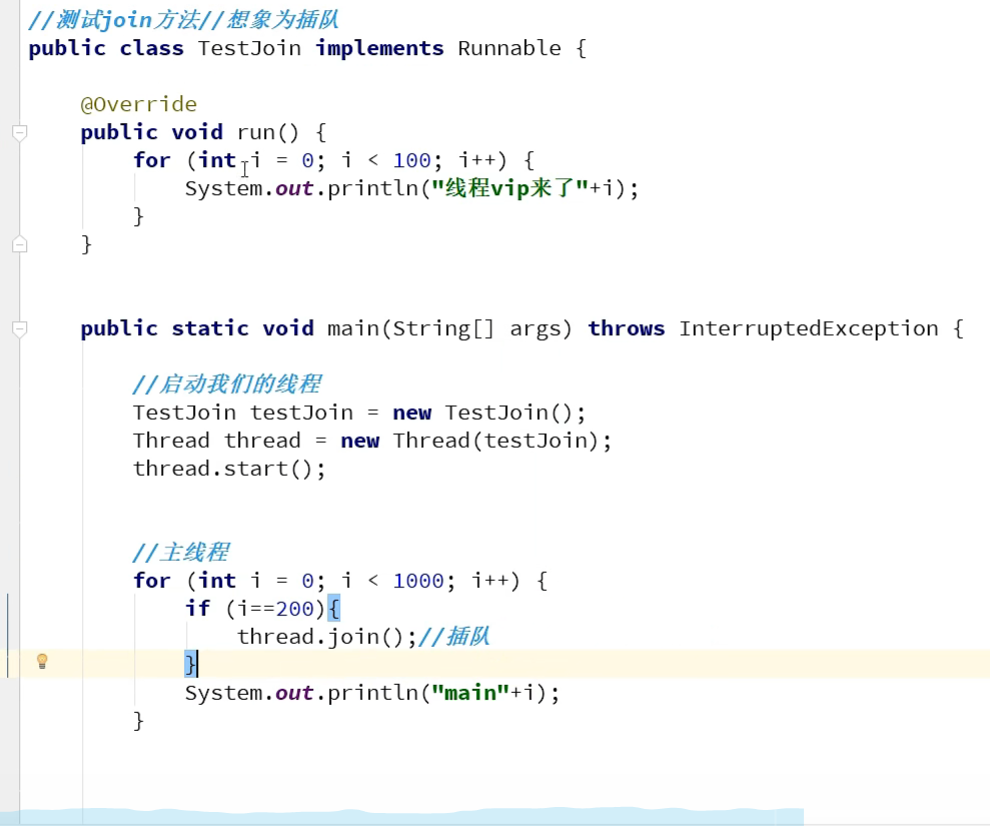 //测试join方法//想象为插队
public class TestJoin implements Runnable {
@Override
public void run() {
for (int i = 0; i < 100; i++) {
System.out.println("线程vip来了"+i);
}
}
public static void main(String[] args) throws InterruptedException {
//启动我们的线程
TestJoin testJoin = new TestJoin();
Thread thread = new Thread(testJoin);
thread.start();
//主线程
for (int i = 0; i < 1000; i++) {
if (i==200){
thread.join();//插队
}
System.out.println("main"+i);
}